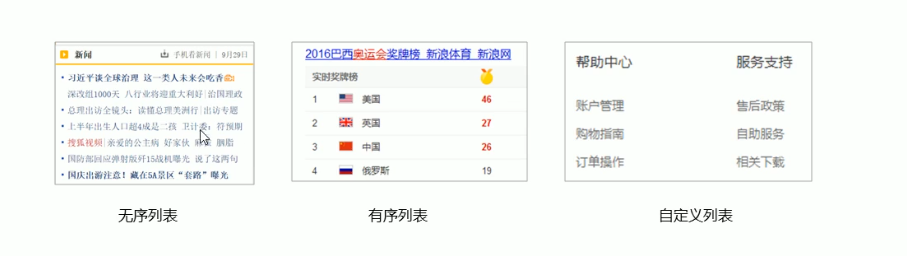 新闻 手机看新闻 | 9月29日
习近平谈全球治理 这一类人未来会吃香
深改组1000天 八行业将迎重大利好|治国理政
总理出访全镜头: 读懂总理美洲行|出访专题
上半年出生人口超4成是二孩 卫计委: 符预期
搜狐视频|亲爱的公主病 好家伙 胭脂
国防部回应弹射版歼15战机曝光 说了这两句
国庆出游注意! 藏在5A景区“套路”曝光
无序列表
2016巴西奥运会奖牌榜_新浪体育_新浪网
实时奖牌榜
1 美国 46
2 英国 27
3 中国 26
4 俄罗斯 19
有序列表
帮助中心 服务支持
账户管理 售后政策
购物指南 自助服务
订单操作 相关下载
自定义列表